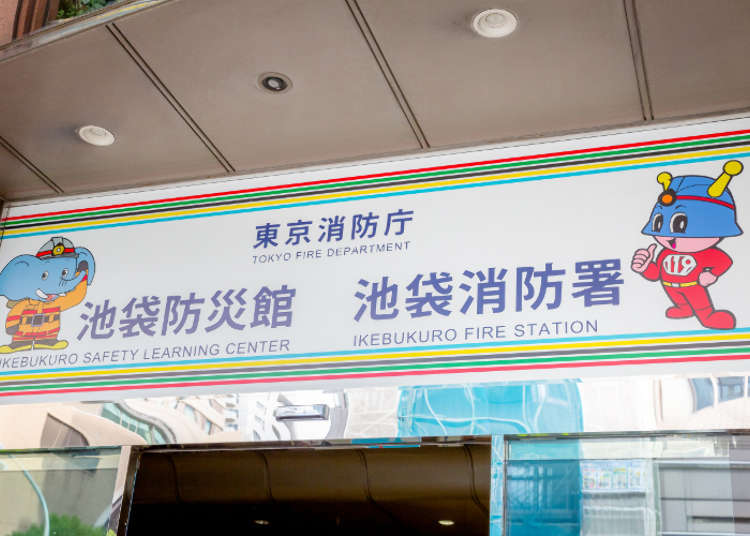 東京消防庁
TOKYO FIRE DEPARTMENT
池袋防災館
IKEBUKURO SAFETY LEARNING CENTER
池袋消防署
IKEBUKURO FIRE STATION
119